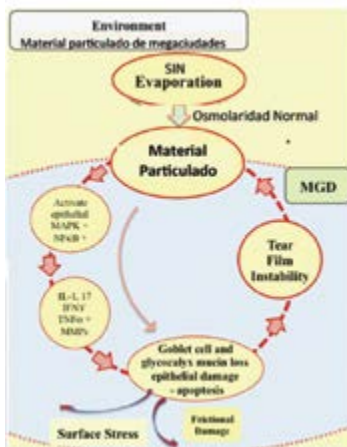 Environment
Material particulado de megaciudades
SIN
Evaporation
Osmolaridad Normal
Material
Particulado
MGD
Activate
epithelial
MAPK +
NFκB +
Tear
Film
Instability
IL-1, 17
IFNγ
TNFα +
MMPs
Goblet cell and
glycocalyx mucin loss
epithelial damage
- apoptosis
Surface Stress
Frictional
Damage